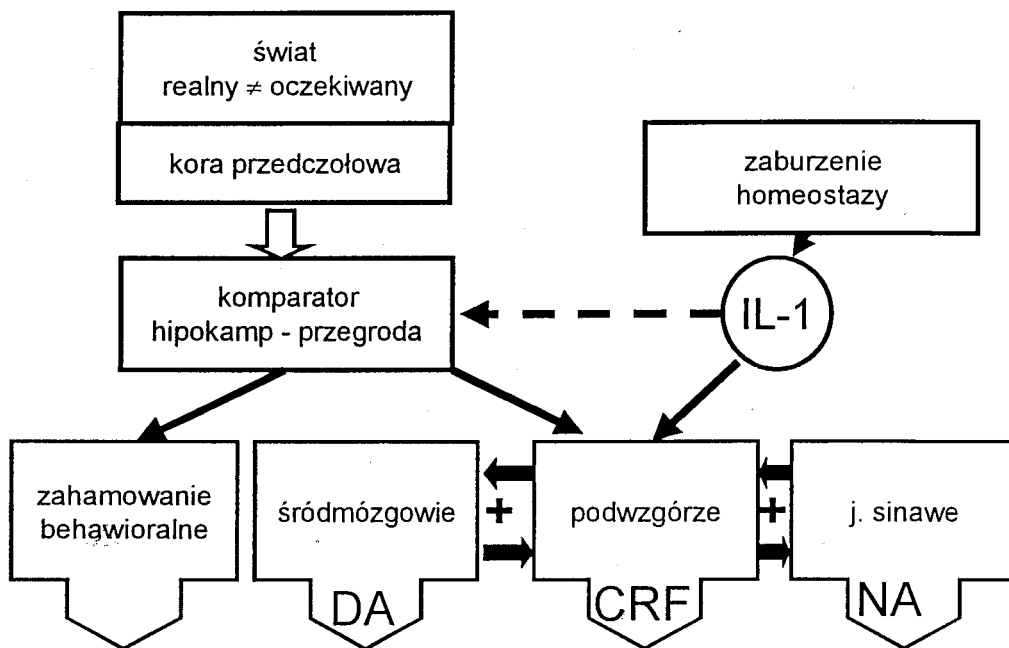 świat
realny ≠ oczekiwany
kora przedczołowa
zaburzenie
homeostazy
komparator
hipokamp - przegroda
IL-1
zahamowanie
behawioralne
śródmózgowie
+
podwzgórze
+
j. sinawe
DA
CRF
NA